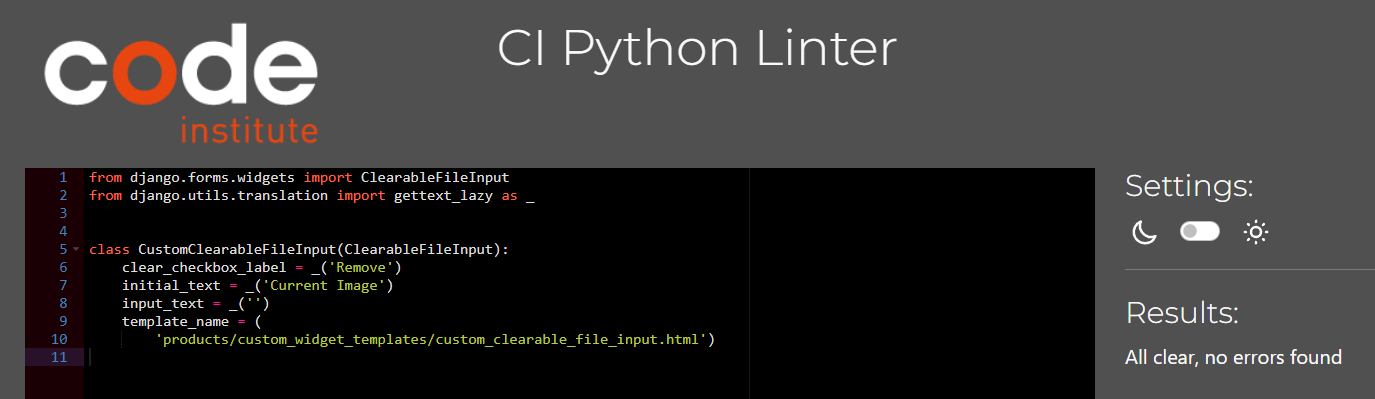 code
institute
CI Python Linter
1 from django.forms.widgets import ClearableFileInput
2 from django.utils.translation import gettext_lazy as _
3
4
5 class CustomClearableFileInput(ClearableFileInput):
6     clear_checkbox_label = _('Remove')
7     initial_text = _('Current Image')
8     input_text = _('')
9     template_name = (
10         'products/custom_widget_templates/custom_clearable_file_input.html')
11
Settings:
Results:
All clear, no errors found